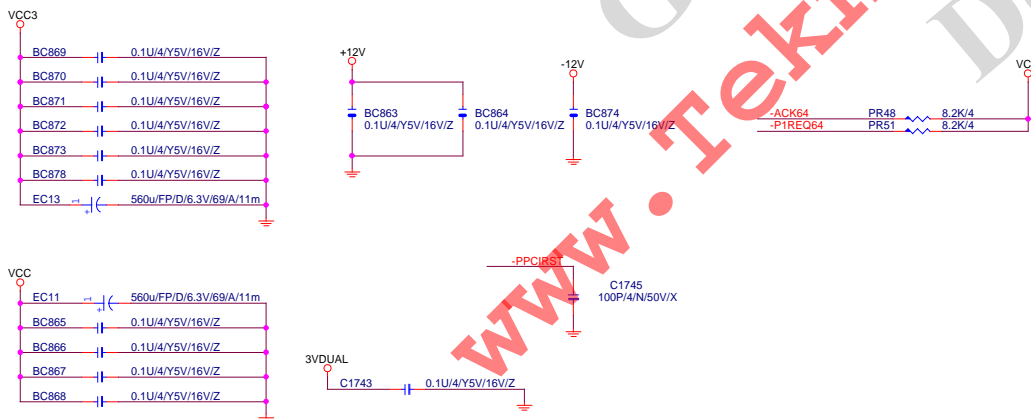 VCC3
BC869 0.1U/4/Y5V/16V/Z
BC870 0.1U/4/Y5V/16V/Z
BC871 0.1U/4/Y5V/16V/Z
BC872 0.1U/4/Y5V/16V/Z
BC873 0.1U/4/Y5V/16V/Z
BC878 0.1U/4/Y5V/16V/Z
EC13 1 + 560u/FP/D/6.3V/69/A/11m
+12V
BC863
0.1U/4/Y5V/16V/Z
BC864
0.1U/4/Y5V/16V/Z
-12V
BC874
0.1U/4/Y5V/16V/Z
VC
-ACK64 PR48 8.2K/4
-P1REQ64 PR51 8.2K/4
VCC
EC11 1 + 560u/FP/D/6.3V/69/A/11m
BC865 0.1U/4/Y5V/16V/Z
BC866 0.1U/4/Y5V/16V/Z
BC867 0.1U/4/Y5V/16V/Z
BC868 0.1U/4/Y5V/16V/Z
-PPCIRST
C1745
100P/4/N/50V/X
3VDUAL
C1743 0.1U/4/Y5V/16V/Z
www.Tek